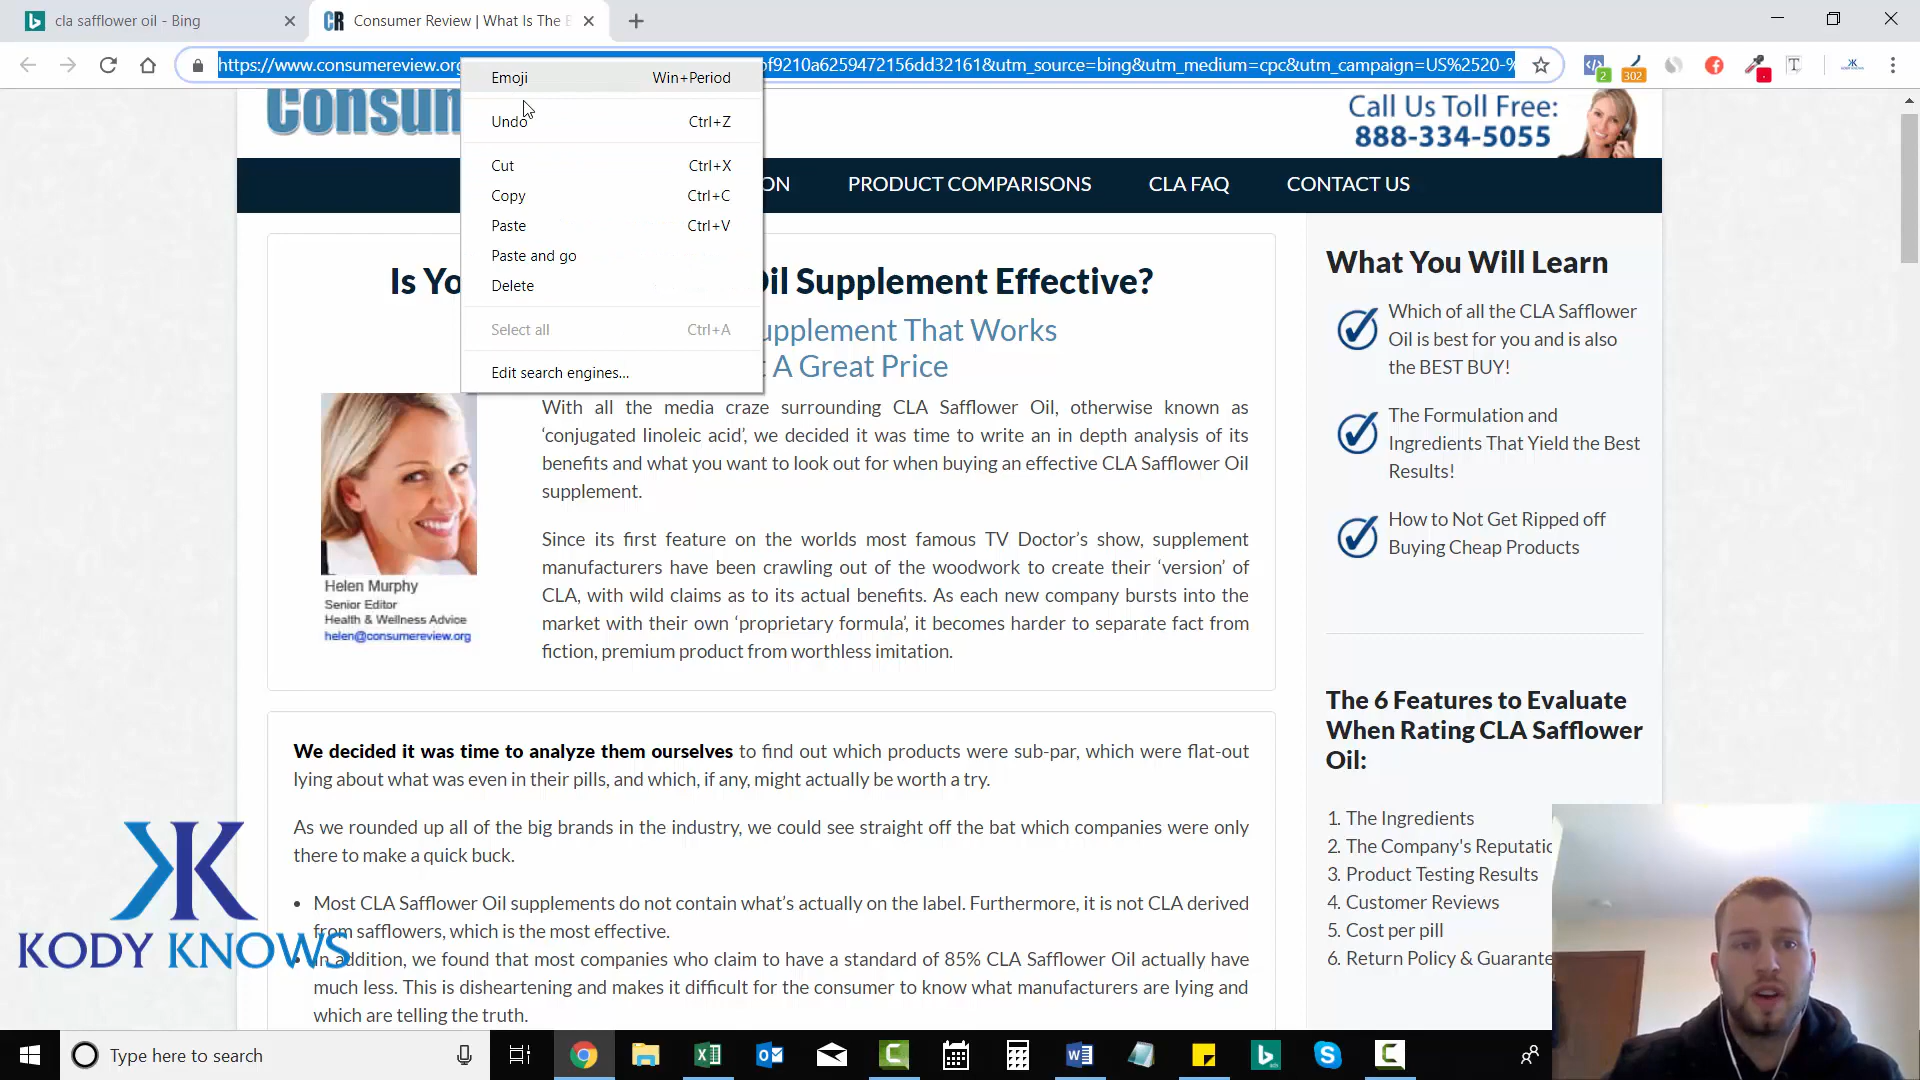 cla safflower oil - Bing
Consumer Review | What Is The B
https://www.consumereview.org
f9210a6259472156dd32161&utm_source=bing&utm_medium=cpc&utm_campaign=US%2520-%
2
302
KODY KNOWS
Emoji Win+Period
Undo Ctrl+Z
Cut Ctrl+X
Copy Ctrl+C
Paste Ctrl+V
Paste and go
Delete
Select all Ctrl+A
Edit search engines...
Consum
Call Us Toll Free:
888-334-5055
ON PRODUCT COMPARISONS CLA FAQ CONTACT US
Is Yo
Oil Supplement Effective?
upplement That Works
t A Great Price
Helen Murphy
Senior Editor
Health & Wellness Advice
helen@consumereview.org
With all the media craze surrounding CLA Safflower Oil, otherwise known as
‘conjugated linoleic acid’, we decided it was time to write an in depth analysis of its
benefits and what you want to look out for when buying an effective CLA Safflower Oil
supplement.
Since its first feature on the worlds most famous TV Doctor’s show, supplement
manufacturers have been crawling out of the woodwork to create their ‘version’ of
CLA, with wild claims as to its actual benefits. As each new company bursts into the
market with their own ‘proprietary formula’, it becomes harder to separate fact from
fiction, premium product from worthless imitation.
We decided it was time to analyze them ourselves to find out which products were sub-par, which were flat-out
lying about what was even in their pills, and which, if any, might actually be worth a try.
As we rounded up all of the big brands in the industry, we could see straight off the bat which companies were only
there to make a quick buck.
• Most CLA Safflower Oil supplements do not contain what’s actually on the label. Furthermore, it is not CLA derived
from safflowers, which is the most effective.
• In addition, we found that most companies who claim to have a standard of 85% CLA Safflower Oil actually have
much less. This is disheartening and makes it difficult for the consumer to know what manufacturers are lying and
which are telling the truth.
What You Will Learn
Which of all the CLA Safflower
Oil is best for you and is also
the BEST BUY!
The Formulation and
Ingredients That Yield the Best
Results!
How to Not Get Ripped off
Buying Cheap Products
The 6 Features to Evaluate
When Rating CLA Safflower
Oil:
1. The Ingredients
2. The Company's Reputatio
3. Product Testing Results
4. Customer Reviews
5. Cost per pill
6. Return Policy & Guarante
KODY KNOWS
Type here to search